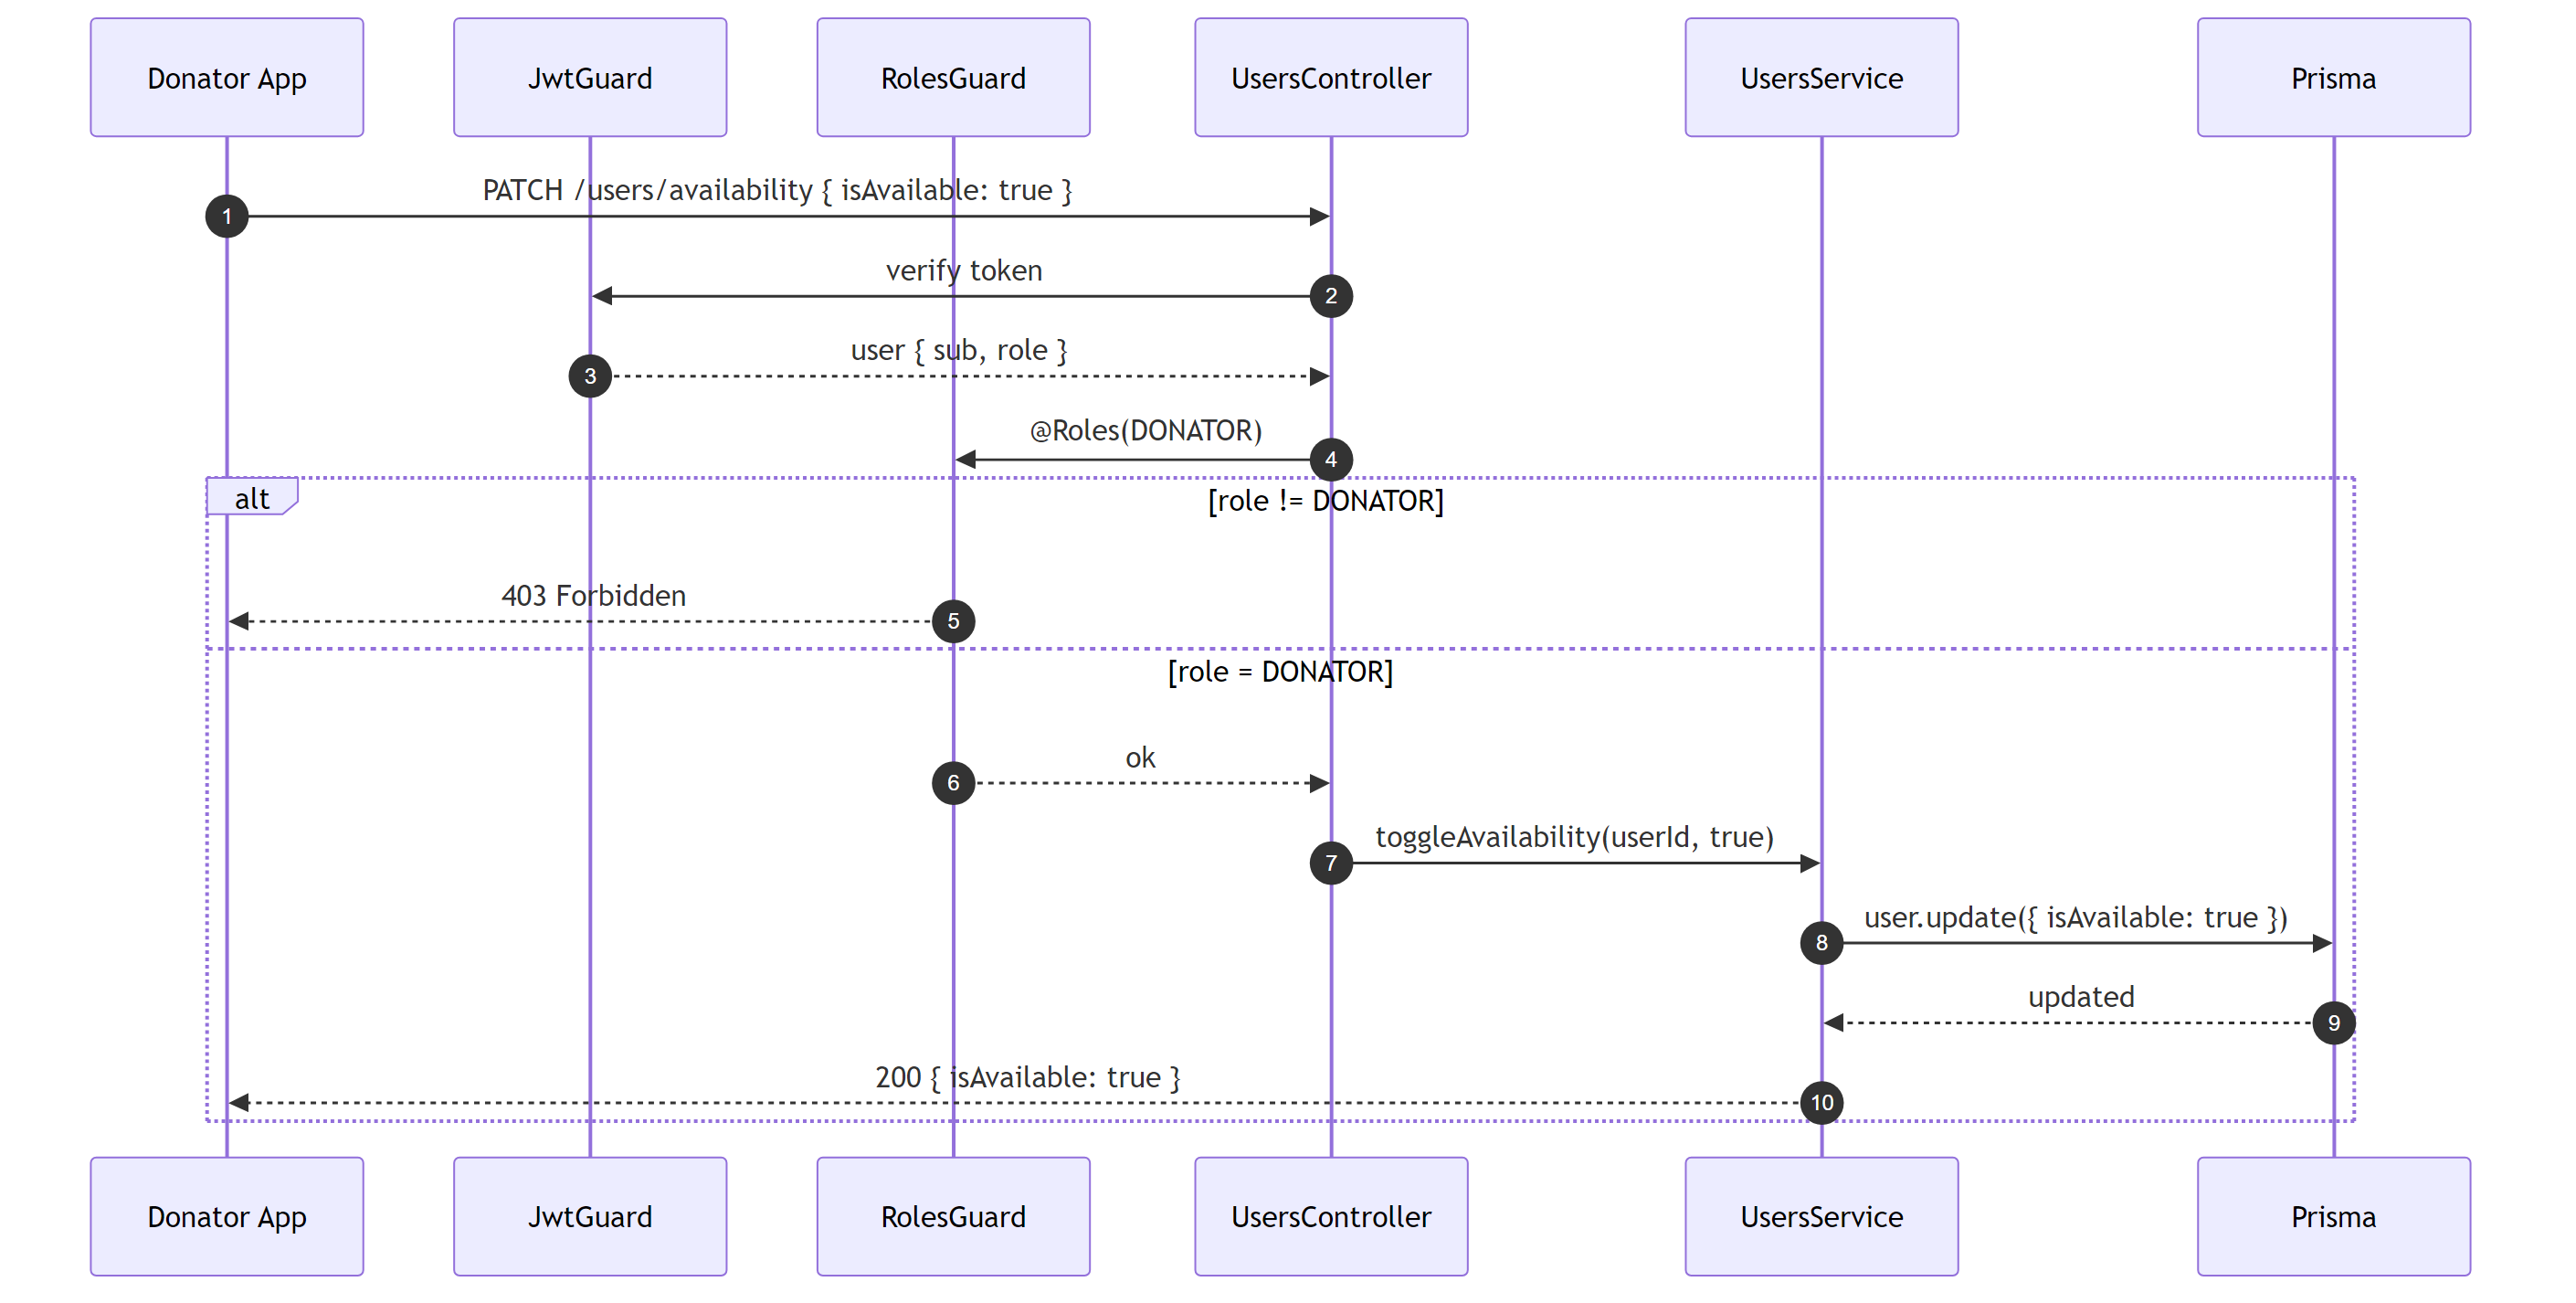 Donator App
JwtGuard
RolesGuard
UsersController
UsersService
Prisma
PATCH /users/availability { isAvailable: true }
1
verify token
2
user { sub, role }
3
@Roles(DONATOR)
4
alt
[role != DONATOR]
403 Forbidden
5
[role = DONATOR]
ok
6
toggleAvailability(userId, true)
7
user.update({ isAvailable: true })
8
updated
9
200 { isAvailable: true }
10
Donator App
JwtGuard
RolesGuard
UsersController
UsersService
Prisma